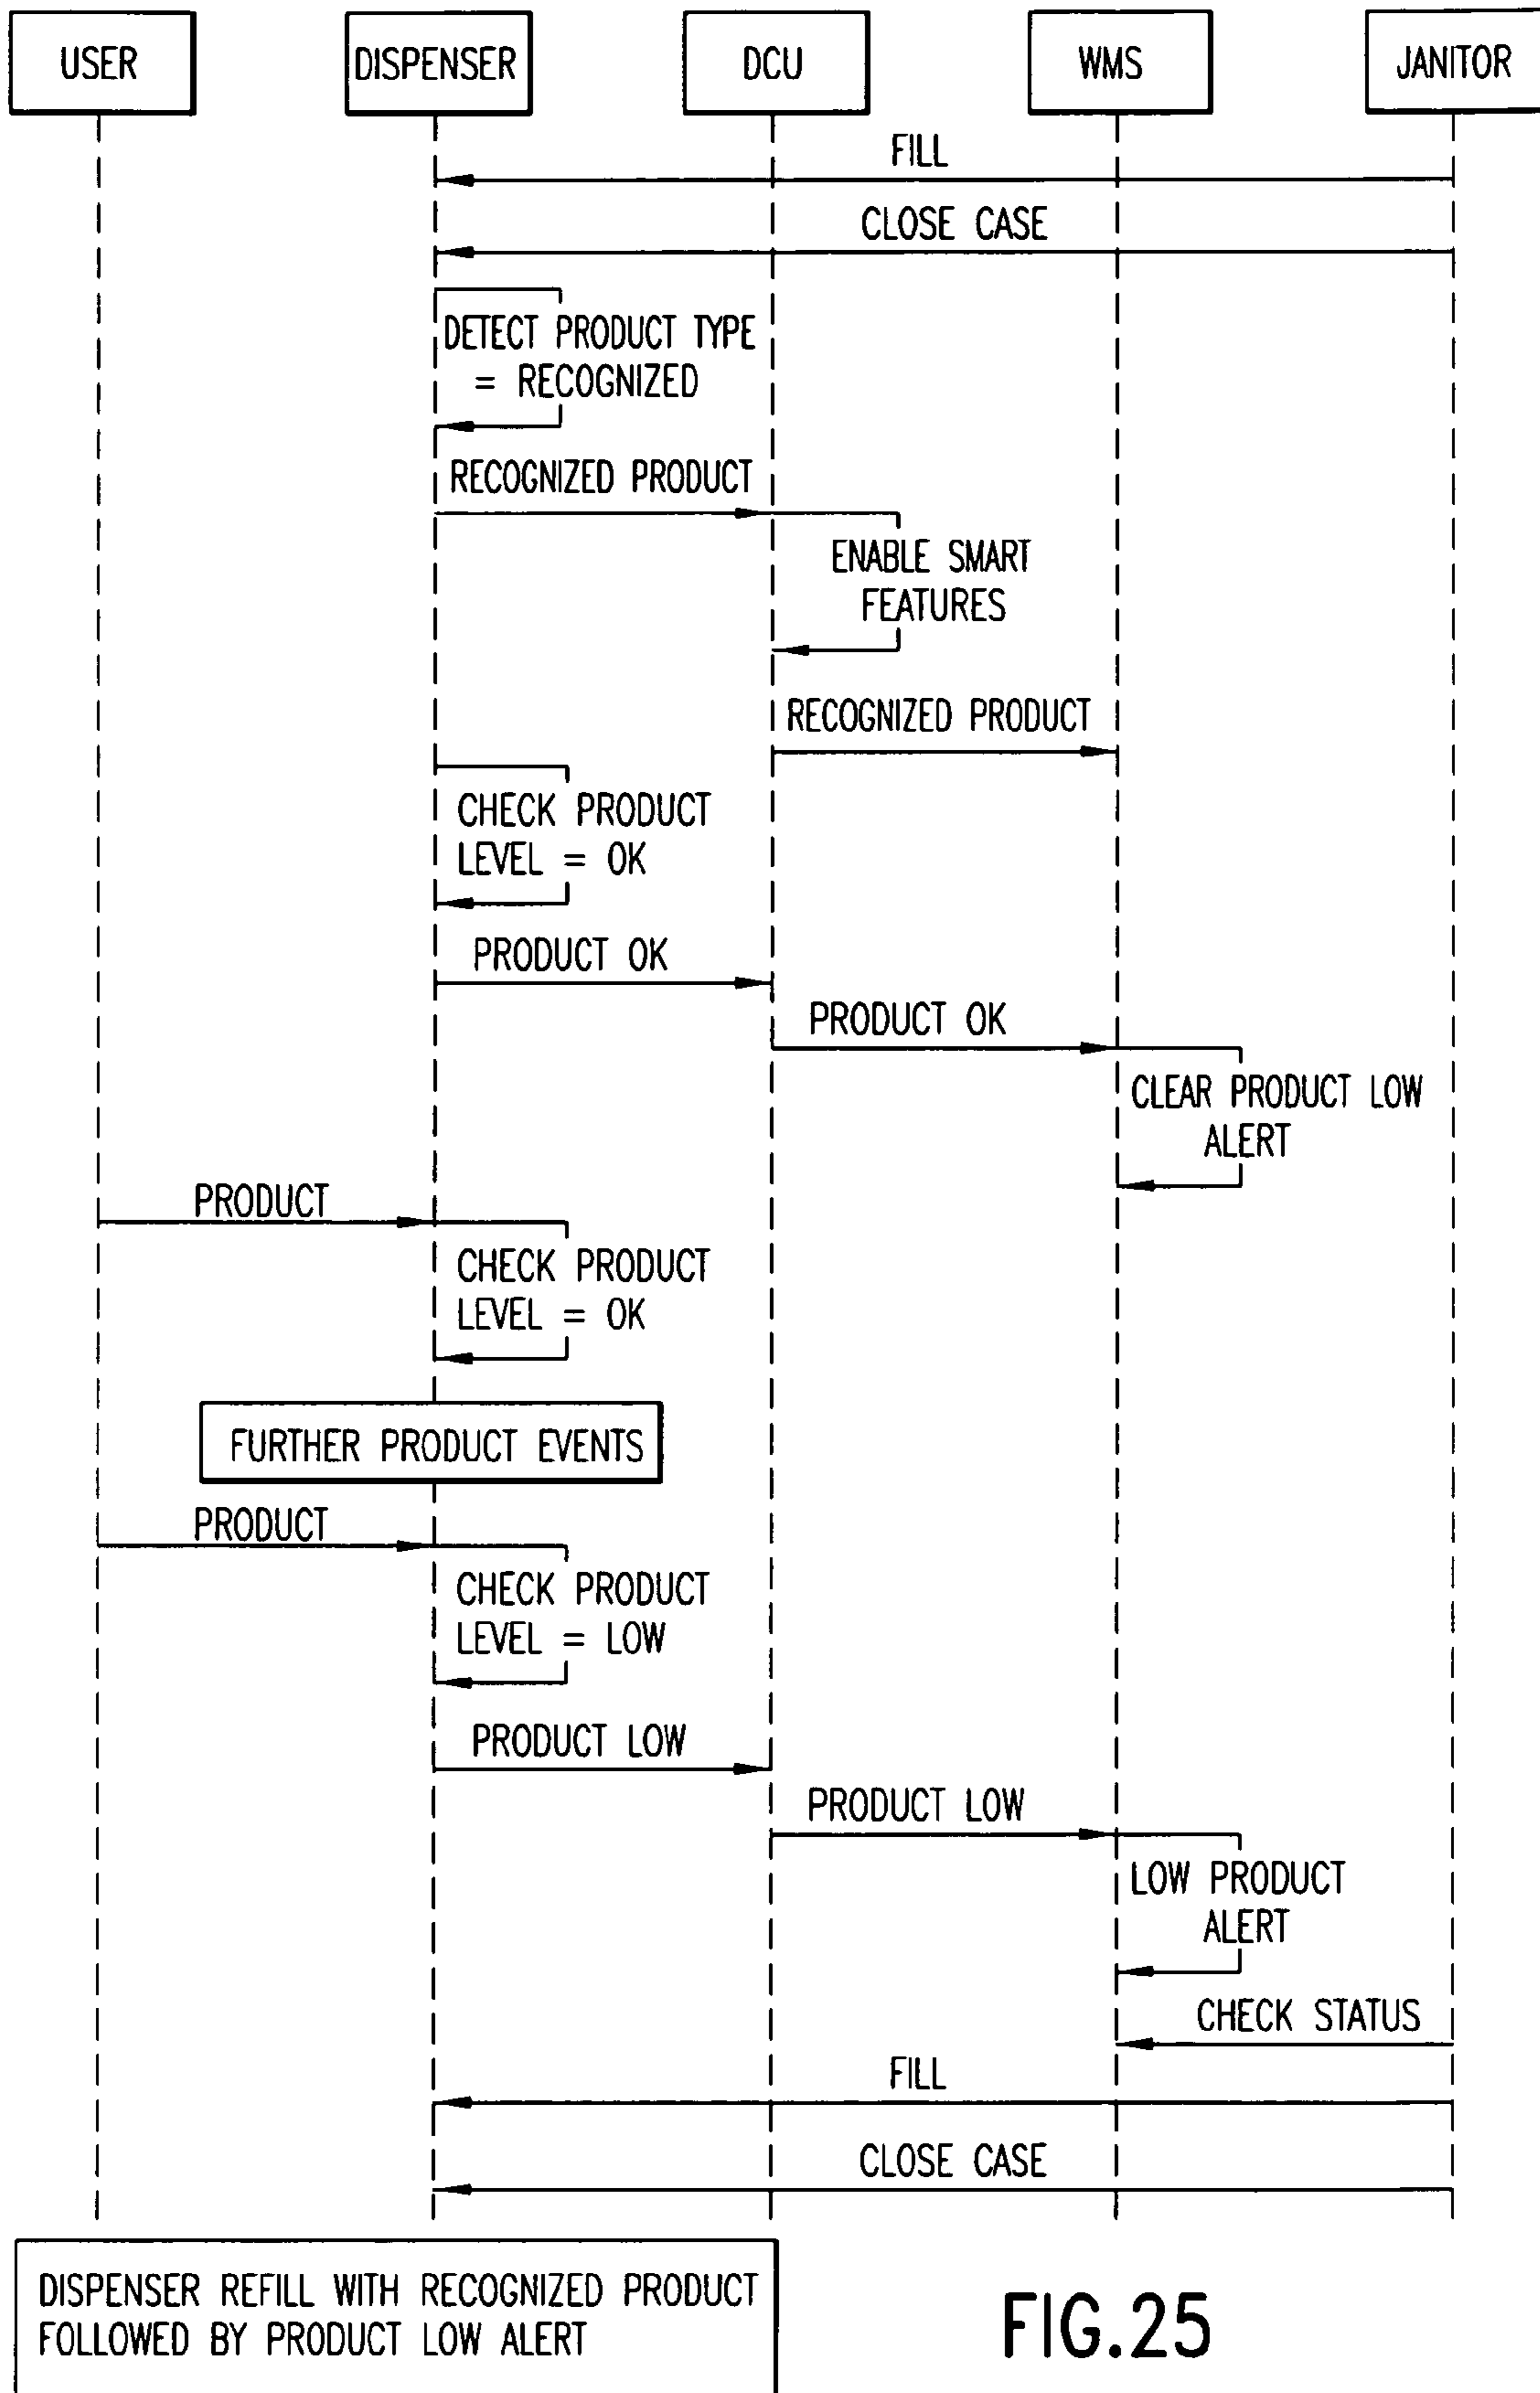 USER
DISPENSER
DCU
WMS
JANITOR
FILL
CLOSE CASE
DETECT PRODUCT TYPE
= RECOGNIZED
RECOGNIZED PRODUCT
ENABLE SMART
FEATURES
RECOGNIZED PRODUCT
CHECK PRODUCT
LEVEL = OK
PRODUCT OK
PRODUCT OK
CLEAR PRODUCT LOW
ALERT
PRODUCT
CHECK PRODUCT
LEVEL = OK
FURTHER PRODUCT EVENTS
PRODUCT
CHECK PRODUCT
LEVEL = LOW
PRODUCT LOW
PRODUCT LOW
LOW PRODUCT
ALERT
CHECK STATUS
FILL
CLOSE CASE
DISPENSER REFILL WITH RECOGNIZED PRODUCT
FOLLOWED BY PRODUCT LOW ALERT
FIG.25